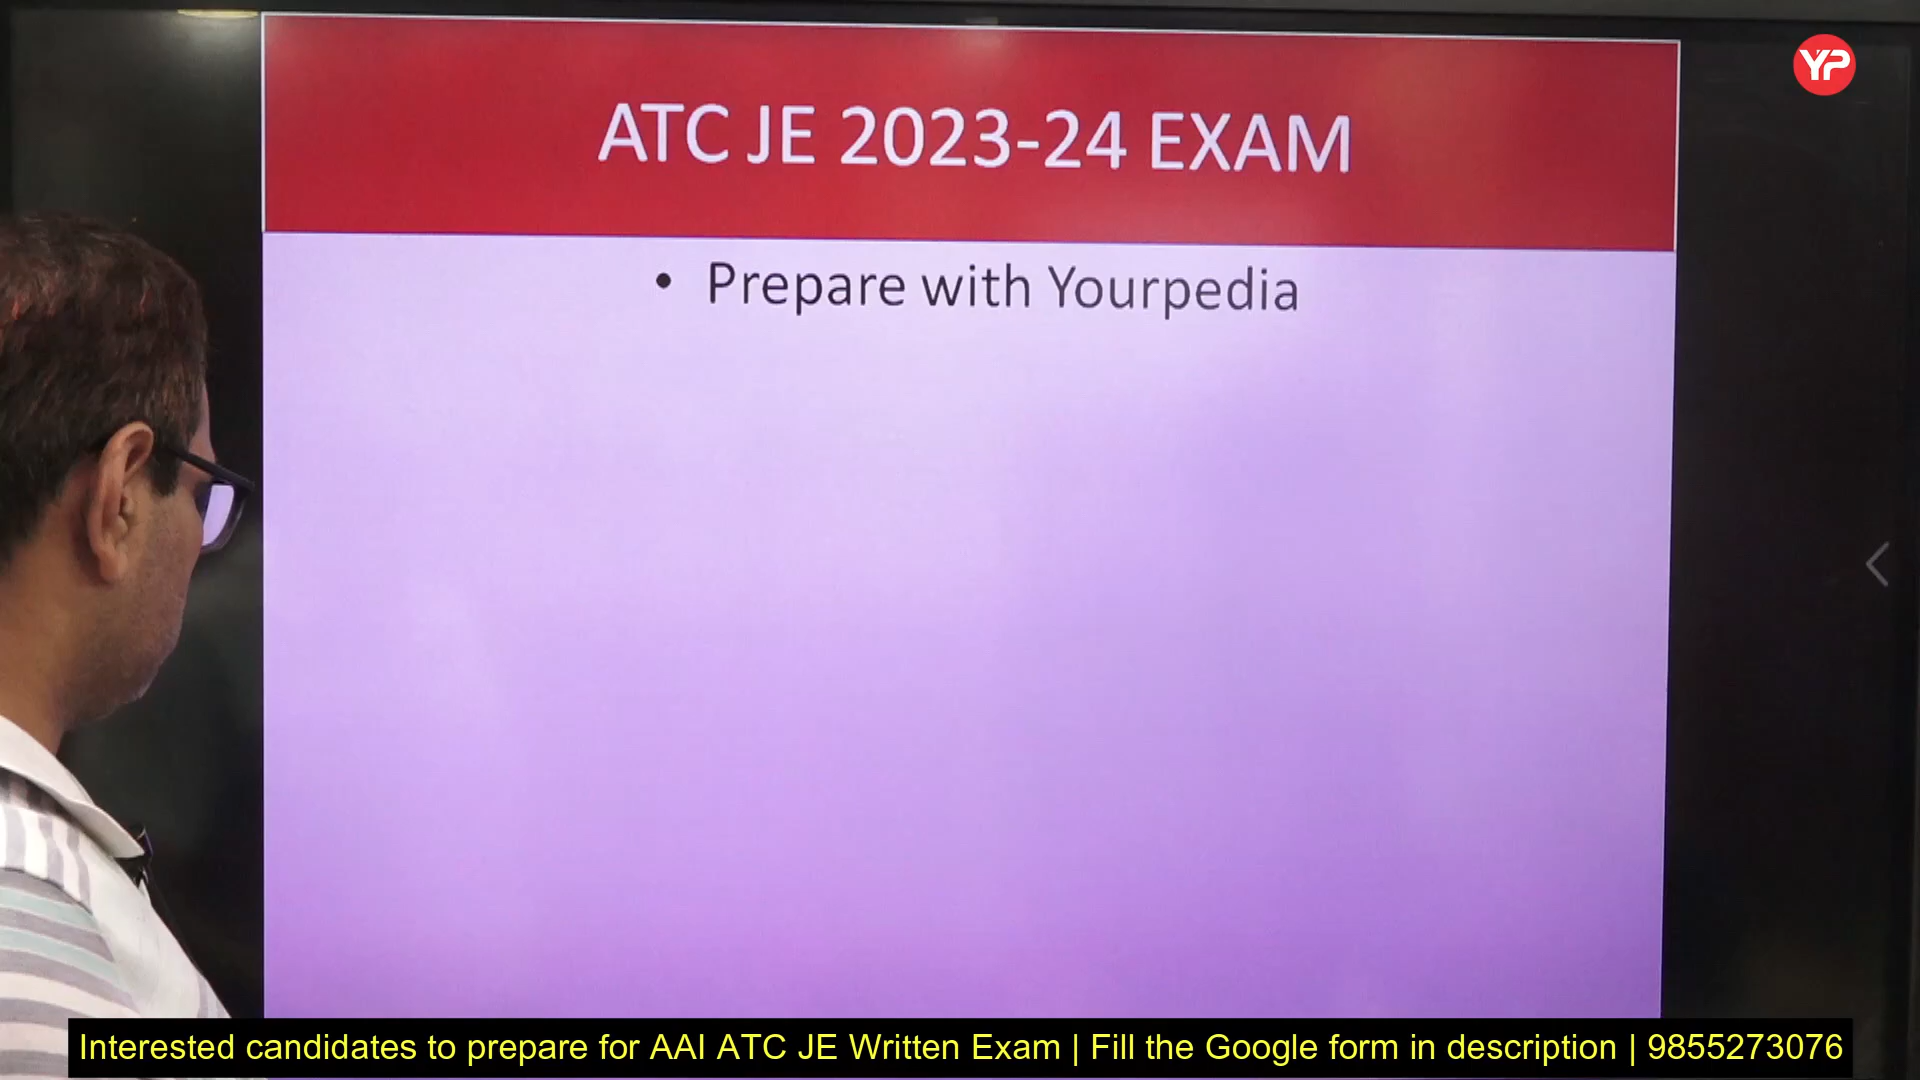 YP
ATC JE 2023-24 EXAM
• Prepare with Yourpedia
Interested candidates to prepare for AAI ATC JE Written Exam | Fill the Google form in description | 9855273076